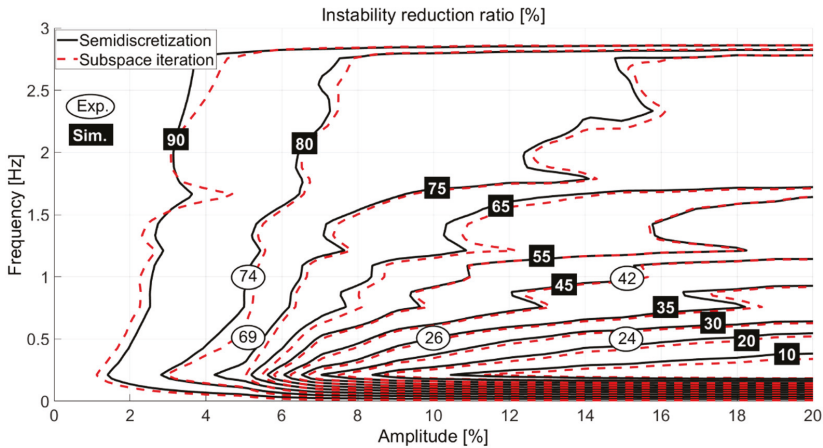 Instability reduction ratio [%]
Semidiscretization
Subspace iteration
Exp.
Sim.
90
80
75
65
55
45
35
30
20
10
74
69
42
26
24
3
2.5
2
1.5
1
0.5
0
Frequency [Hz]
0 2 4 6 8 10 12 14 16 18 20
Amplitude [%]